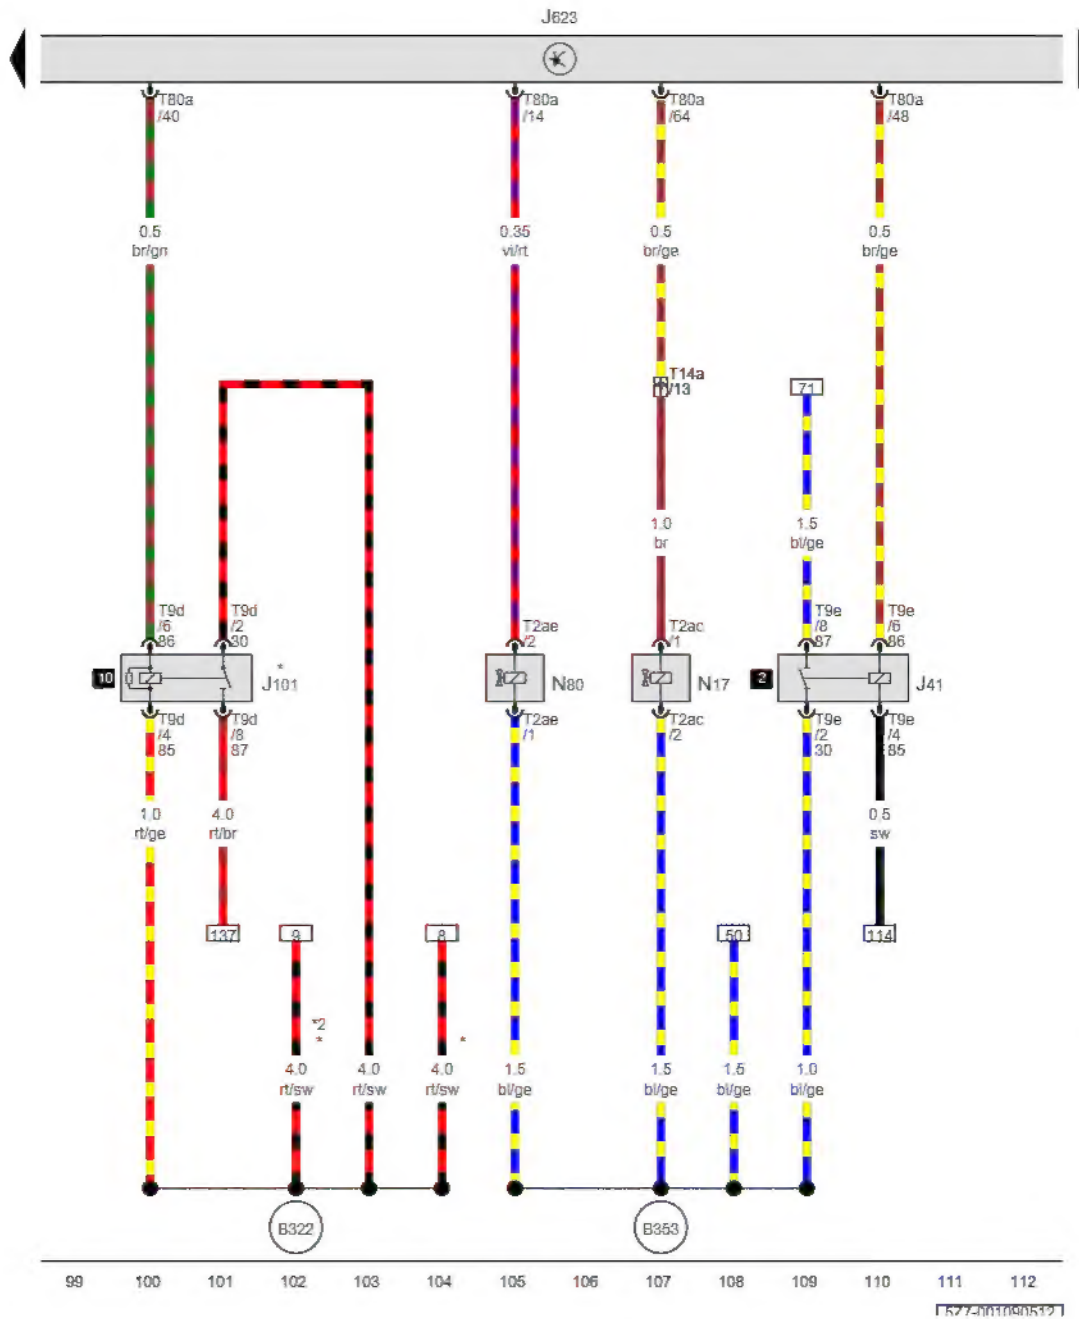 J623
T80a
/40
T80a
/14
T80a
/64
T80a
/48
0.5
br/gn
0.35
vi/rt
0.5
br/ge
0.5
br/ge
T14a
/13
71
1.0
br
1.5
bl/ge
T9d
/6
86
T9d
/2
30
T2ae
/2
T2ac
/1
T9e
/8
87
T9e
/6
86
10
J101
*
N80
N17
2
J41
T9d
/4
85
T9d
/8
87
T2ae
/1
T2ac
/2
T9e
/2
30
T9e
/4
85
1.0
rt/ge
4.0
rt/br
0.5
sw
137
9
8
50
114
*2
*
*
4.0
rt/sw
4.0
rt/sw
4.0
rt/sw
1.5
bl/ge
1.5
bl/ge
1.5
bl/ge
1.0
bl/ge
B322
B353
99 100 101 102 103 104 105 106 107 108 109 110 111 112
577-001090512